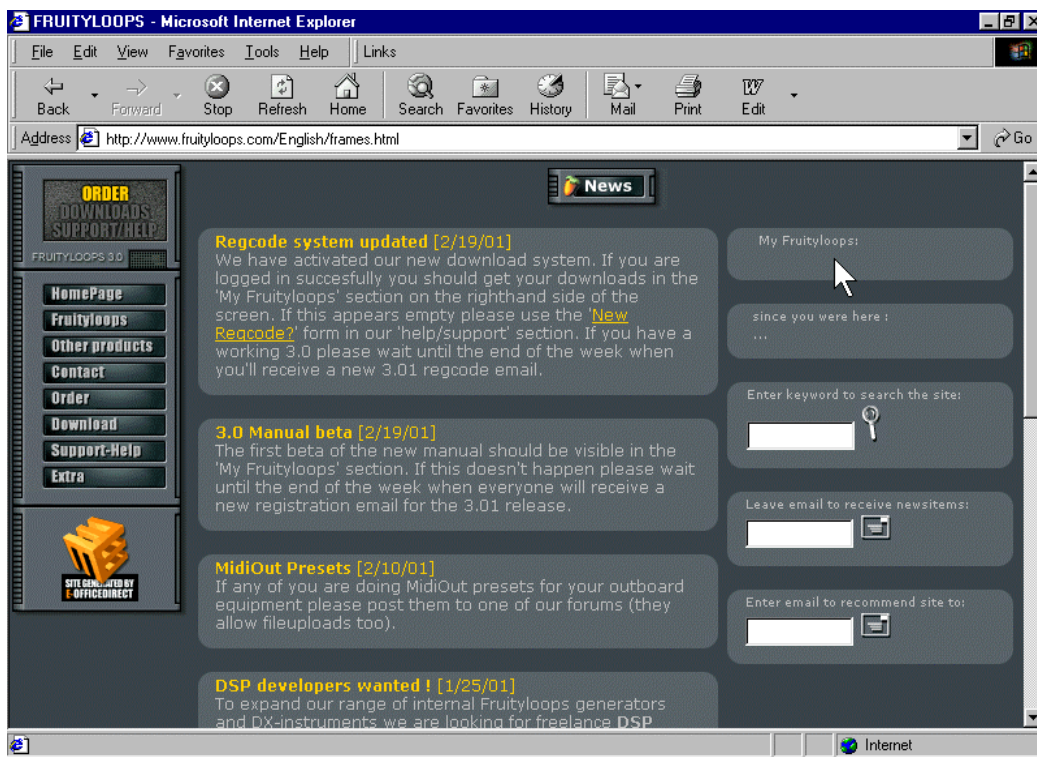 FRUITYLOOPS - Microsoft Internet Explorer
File Edit View Favorites Tools Help Links
Back Forward Stop Refresh Home Search Favorites History Mail Print Edit
Address http://www.fruityloops.com/English/frames.html Go
ORDER
DOWNLOADS
SUPPORT/HELP
FRUITYLOOPS 3.0
HomePage
Fruityloops
Other products
Contact
Order
Download
Support-Help
Extra
SITE GENERATED BY
E-OFFICEDIRECT
News
Regcode system updated [2/19/01]
We have activated our new download system. If you are
logged in succesfully you should get your downloads in the
'My Fruityloops' section on the righthand side of the
screen. If this appears empty please use the 'New
Regcode?' form in our 'help/support' section. If you have a
working 3.0 please wait until the end of the week when
you'll receive a new 3.01 regcode email.
3.0 Manual beta [2/19/01]
The first beta of the new manual should be visible in the
'My Fruityloops' section. If this doesn't happen please wait
until the end of the week when everyone will receive a
new registration email for the 3.01 release.
MidiOut Presets [2/10/01]
If any of you are doing MidiOut presets for your outboard
equipment please post them to one of our forums (they
allow fileuploads too).
DSP developers wanted ! [1/25/01]
To expand our range of internal Fruityloops generators
and DX-instruments we are looking for freelance DSP
My Fruityloops:
since you were here :
...
Enter keyword to search the site:
Leave email to receive newsitems:
Enter email to recommend site to:
Internet